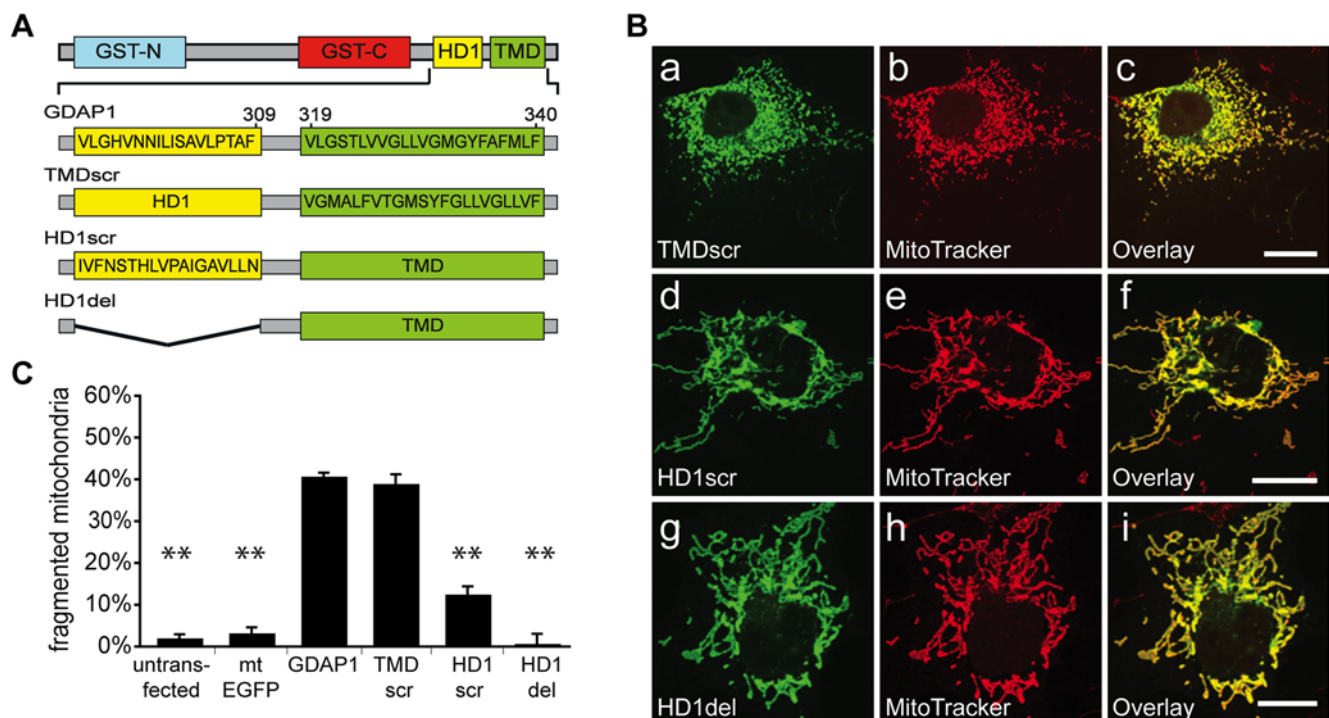 A
GST-N GST-C HD1 TMD
GDAP1 309 319 340
VLGHVNNILISAVLPTAF VLGSTLVVGLLVGMGYFAFMLF
TMDscr
HD1 VGMALFVTGMSYFGLLVGLLVF
HD1scr
IVFNSTHLVPAIGAVLLN TMD
HD1del
TMD
B
a b c
TMDscr MitoTracker Overlay
d e f
HD1scr MitoTracker Overlay
g h i
HD1del MitoTracker Overlay
C
fragmented mitochondria
60%
50%
40%
30%
20%
10%
0%
** ** ** **
untrans- mt GDAP1 TMD HD1 HD1
fected EGFP scr scr del